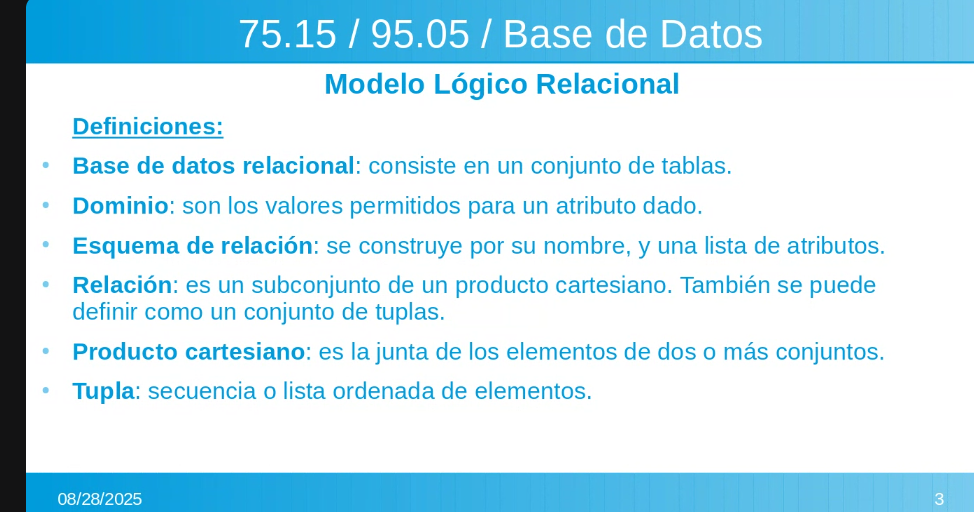 75.15 / 95.05 / Base de Datos
Modelo Lógico Relacional
Definiciones:
• Base de datos relacional: consiste en un conjunto de tablas.
• Dominio: son los valores permitidos para un atributo dado.
• Esquema de relación: se construye por su nombre, y una lista de atributos.
• Relación: es un subconjunto de un producto cartesiano. También se puede
definir como un conjunto de tuplas.
• Producto cartesiano: es la junta de los elementos de dos o más conjuntos.
• Tupla: secuencia o lista ordenada de elementos.
08/28/2025
3